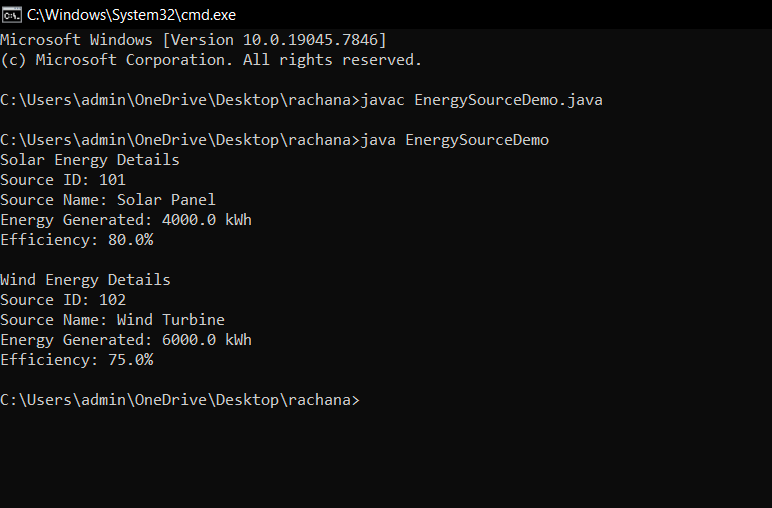 C:\Windows\System32\cmd.exe
Microsoft Windows [Version 10.0.19045.7846]
(c) Microsoft Corporation. All rights reserved.
C:\Users\admin\OneDrive\Desktop\rachana>javac EnergySourceDemo.java
C:\Users\admin\OneDrive\Desktop\rachana>java EnergySourceDemo
Solar Energy Details
Source ID: 101
Source Name: Solar Panel
Energy Generated: 4000.0 kWh
Efficiency: 80.0%
Wind Energy Details
Source ID: 102
Source Name: Wind Turbine
Energy Generated: 6000.0 kWh
Efficiency: 75.0%
C:\Users\admin\OneDrive\Desktop\rachana>